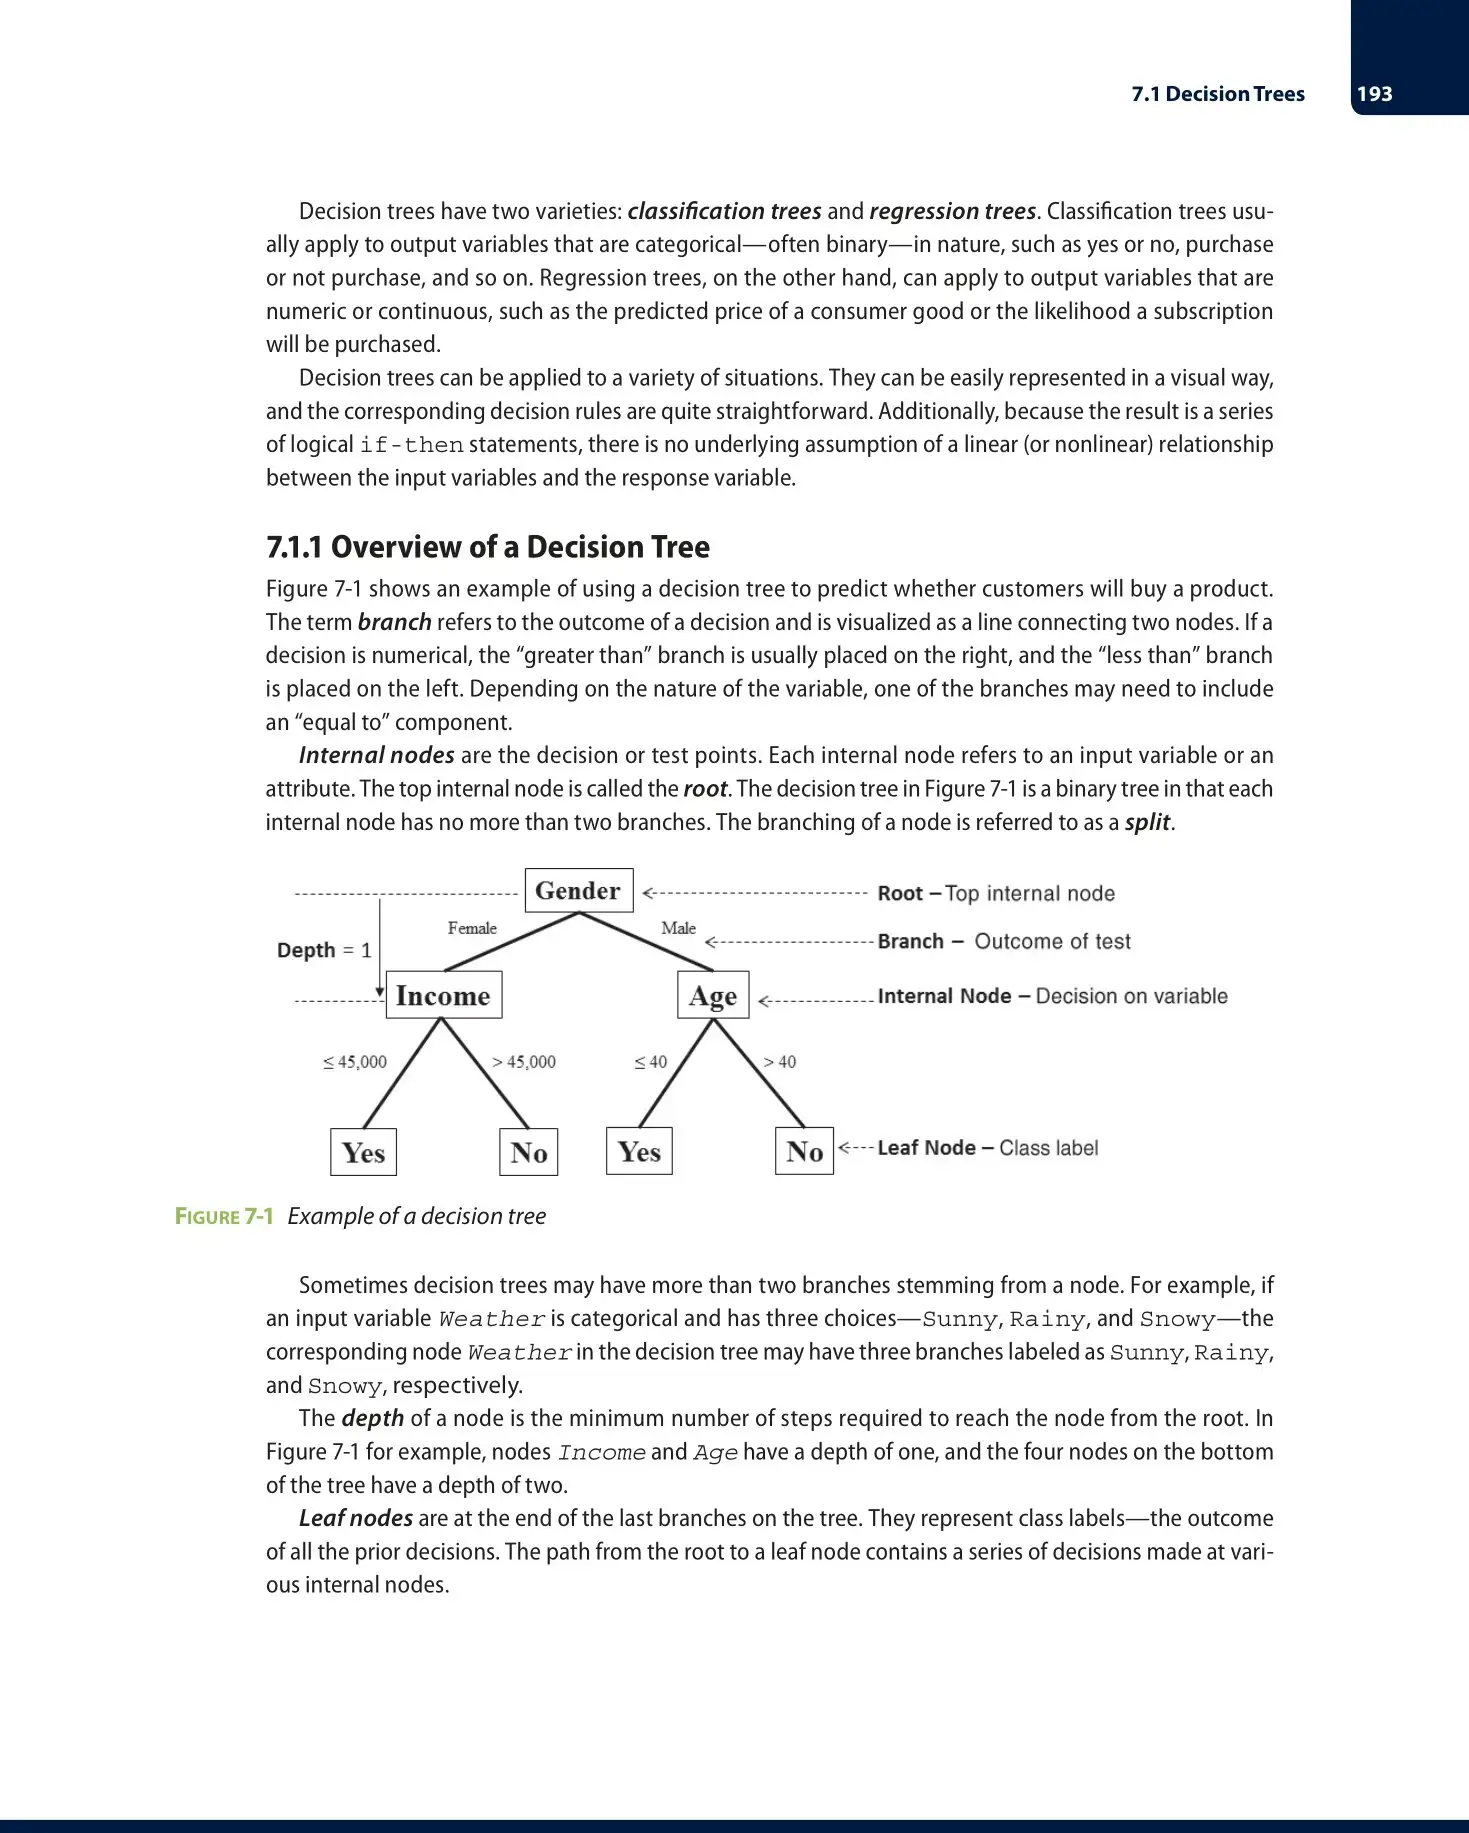 7.1 Decision Trees 193
Decision trees have two varieties: classification trees and regression trees. Classification trees usu-
ally apply to output variables that are categorical—often binary—in nature, such as yes or no, purchase
or not purchase, and so on. Regression trees, on the other hand, can apply to output variables that are
numeric or continuous, such as the predicted price of a consumer good or the likelihood a subscription
will be purchased.
Decision trees can be applied to a variety of situations. They can be easily represented in a visual way,
and the corresponding decision rules are quite straightforward. Additionally, because the result is a series
of logical if-then statements, there is no underlying assumption of a linear (or nonlinear) relationship
between the input variables and the response variable.
7.1.1 Overview of a Decision Tree
Figure 7-1 shows an example of using a decision tree to predict whether customers will buy a product.
The term branch refers to the outcome of a decision and is visualized as a line connecting two nodes. If a
decision is numerical, the “greater than” branch is usually placed on the right, and the “less than” branch
is placed on the left. Depending on the nature of the variable, one of the branches may need to include
an “equal to” component.
Internal nodes are the decision or test points. Each internal node refers to an input variable or an
attribute. The top internal node is called the root. The decision tree in Figure 7-1 is a binary tree in that each
internal node has no more than two branches. The branching of a node is referred to as a split.
Gender Root – Top internal node
Female Male
Branch – Outcome of test
Depth = 1
Income Age Internal Node – Decision on variable
≤ 45,000 > 45,000 ≤ 40 > 40
Yes No Yes No Leaf Node – Class label
FIGURE 7-1 Example of a decision tree
Sometimes decision trees may have more than two branches stemming from a node. For example, if
an input variable Weather is categorical and has three choices—Sunny, Rainy, and Snowy—the
corresponding node Weather in the decision tree may have three branches labeled as Sunny, Rainy,
and Snowy, respectively.
The depth of a node is the minimum number of steps required to reach the node from the root. In
Figure 7-1 for example, nodes Income and Age have a depth of one, and the four nodes on the bottom
of the tree have a depth of two.
Leaf nodes are at the end of the last branches on the tree. They represent class labels—the outcome
of all the prior decisions. The path from the root to a leaf node contains a series of decisions made at vari-
ous internal nodes.